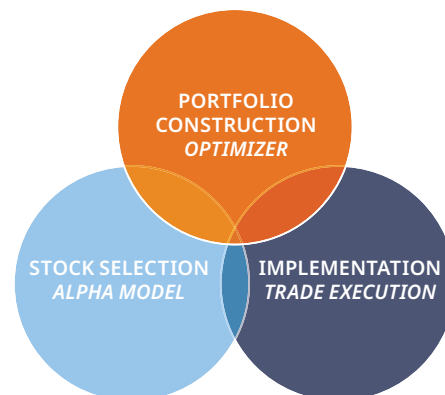 PORTFOLIO
CONSTRUCTION
OPTIMIZER
STOCK SELECTION
ALPHA MODEL
IMPLEMENTATION
TRADE EXECUTION